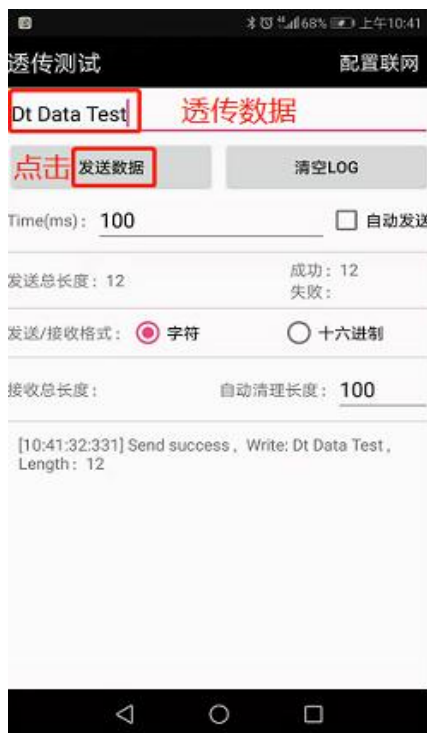 68% 上午10:41
透传测试 配置联网
Dt Data Test 透传数据
点击 发送数据 清空LOG
Time(ms)： 100 自动发送
发送总长度：12 成功：12
失败：
发送/接收格式： 字符 十六进制
接收总长度： 自动清理长度： 100
[10:41:32:331] Send success，Write: Dt Data Test，
Length：12